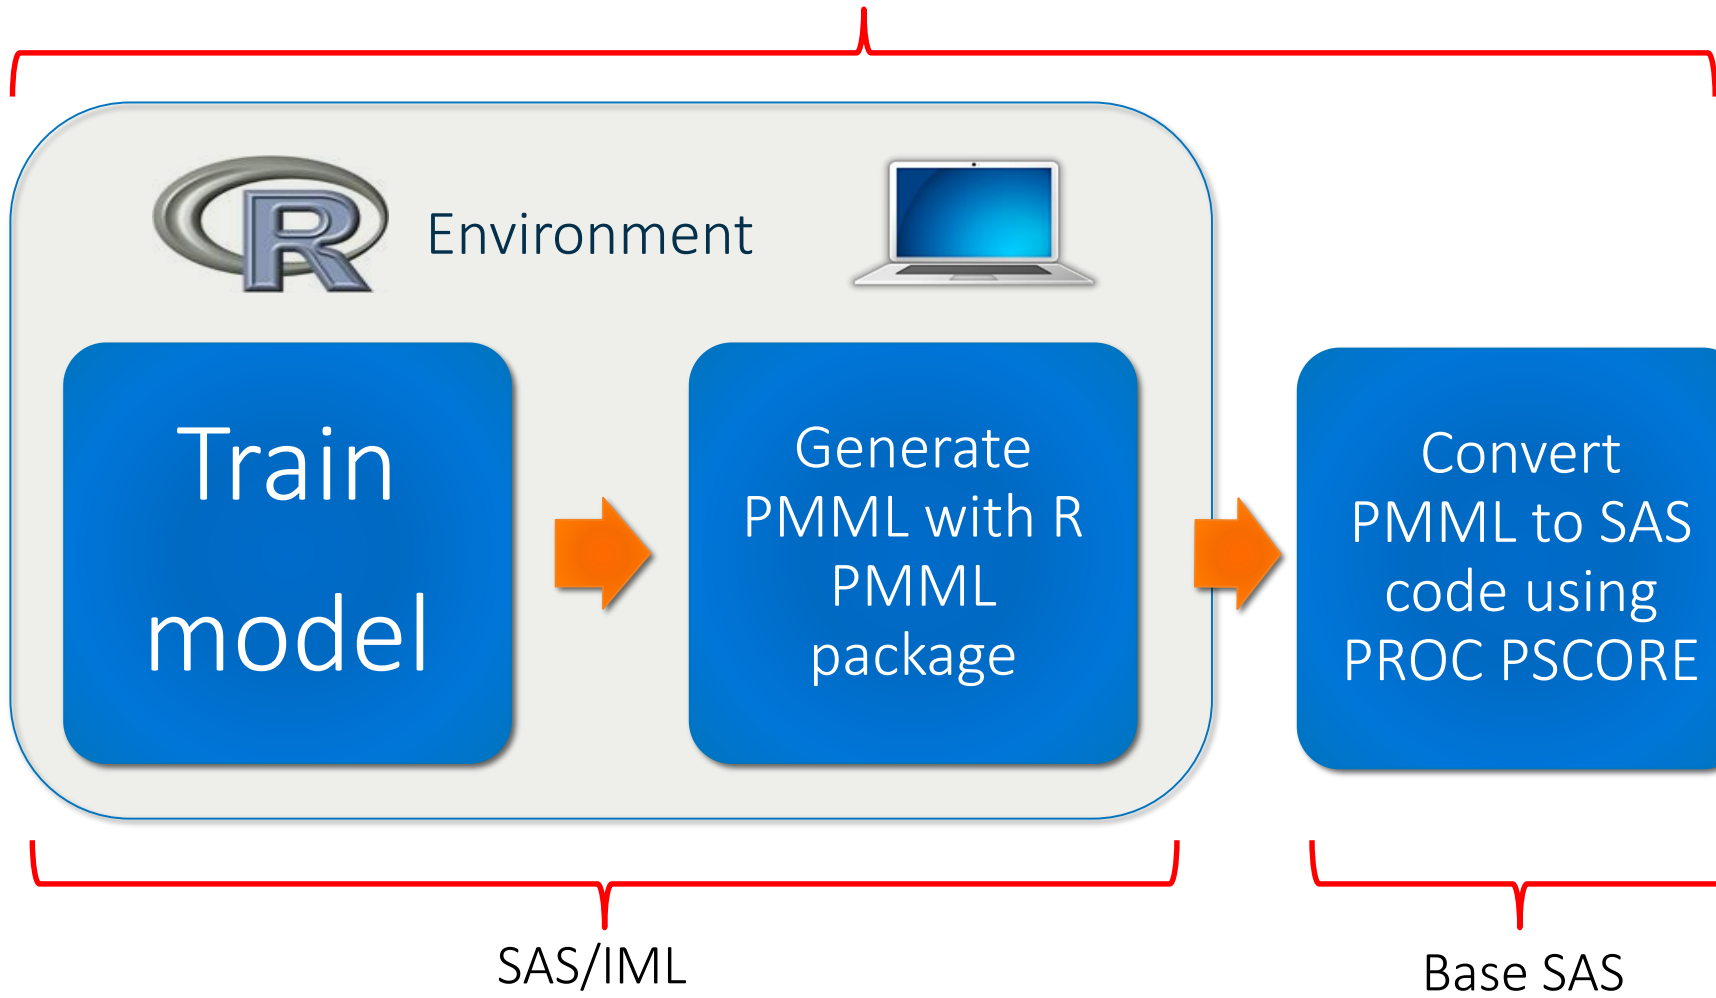 R
Environment
Train
model
Generate
PMML with R
PMML
package
Convert
PMML to SAS
code using
PROC PSCORE
SAS/IML
Base SAS